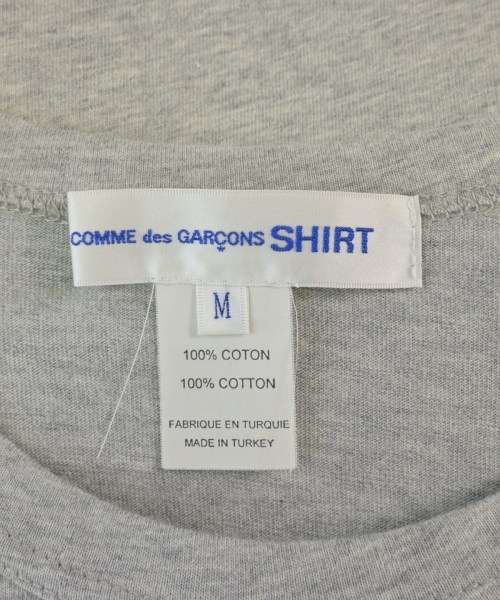 COMME des GARÇONS SHIRT
M
100% COTON
100% COTTON
FABRIQUE EN TURQUIE
MADE IN TURKEY